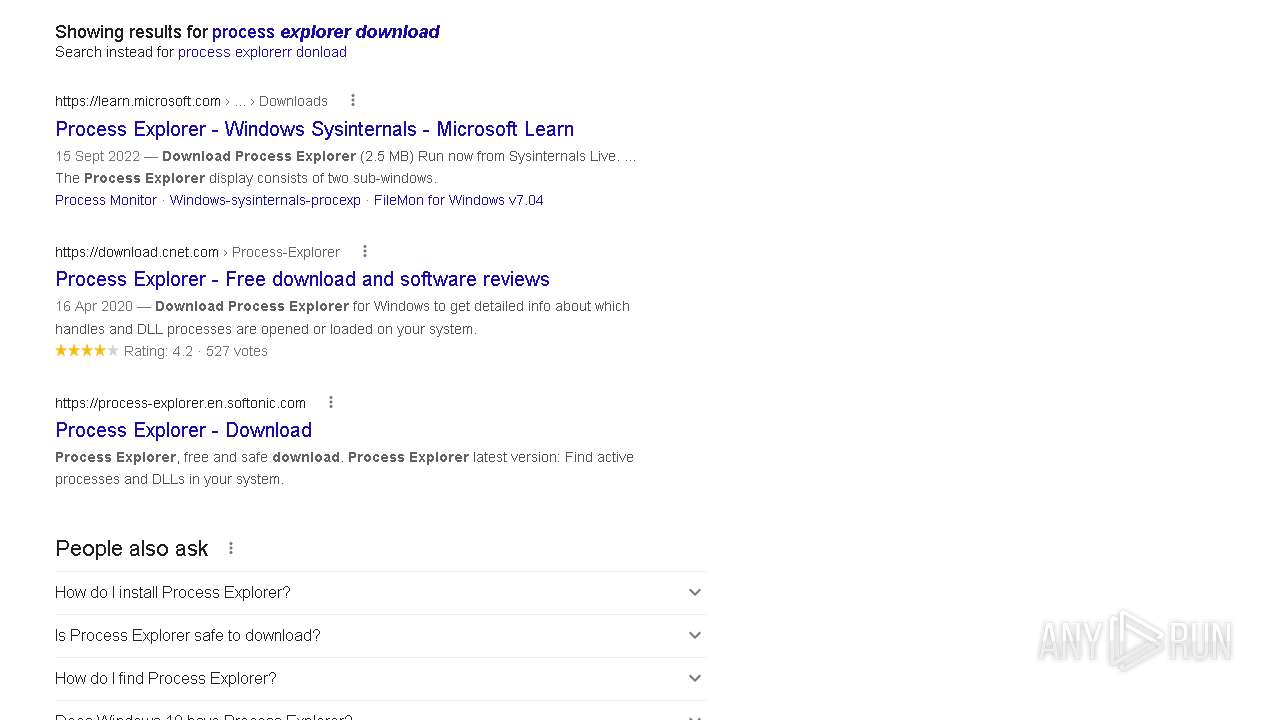 Showing results for process explorer download
Search instead for process explorerr donload
https://learn.microsoft.com › ... › Downloads
Process Explorer - Windows Sysinternals - Microsoft Learn
15 Sept 2022 — Download Process Explorer (2.5 MB) Run now from Sysinternals Live. ...
The Process Explorer display consists of two sub-windows.
Process Monitor · Windows-sysinternals-procexp · FileMon for Windows v7.04
https://download.cnet.com › Process-Explorer
Process Explorer - Free download and software reviews
16 Apr 2020 — Download Process Explorer for Windows to get detailed info about which
handles and DLL processes are opened or loaded on your system.
Rating: 4.2 · 527 votes
https://process-explorer.en.softonic.com
Process Explorer - Download
Process Explorer, free and safe download. Process Explorer latest version: Find active
processes and DLLs in your system.
People also ask
How do I install Process Explorer?
Is Process Explorer safe to download?
How do I find Process Explorer?
Does Windows 10 have Process Explorer?
ANY RUN